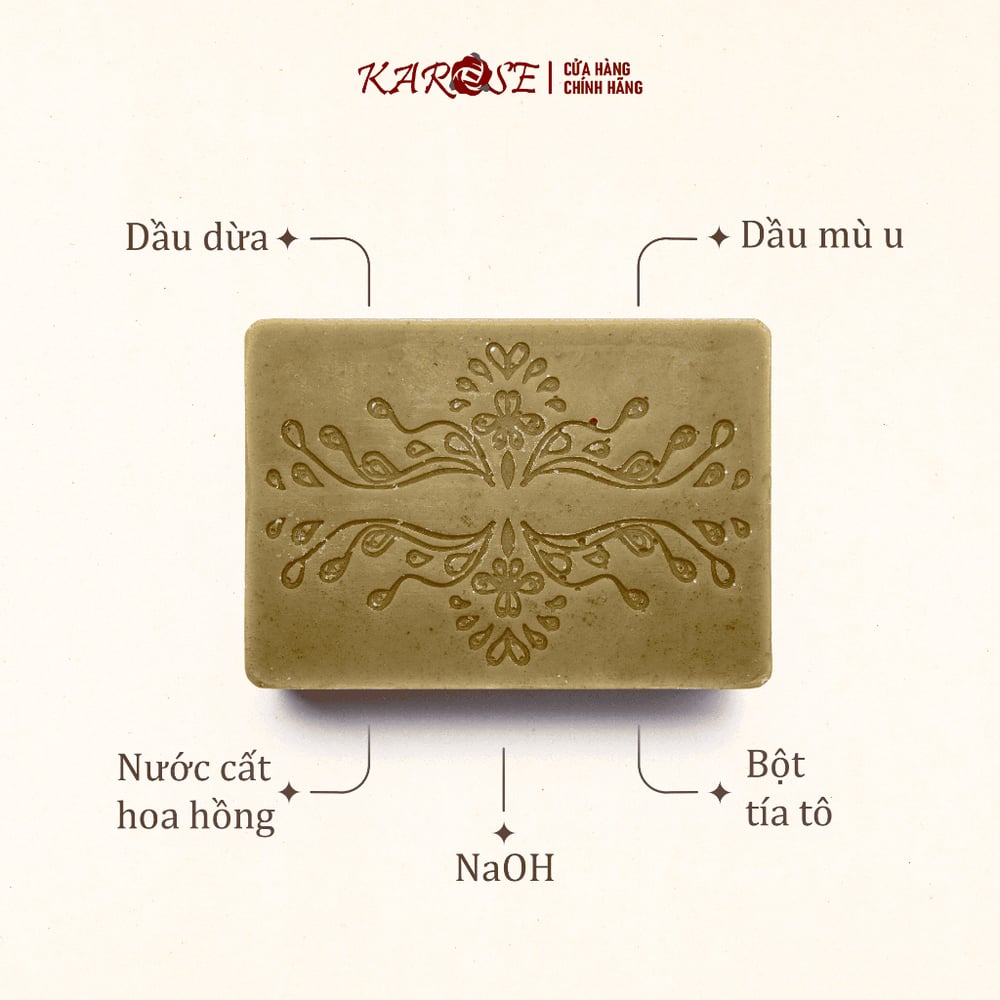 KAROSE
CỬA HÀNG
CHÍNH HÃNG
Dầu dừa
Dầu mù u
Nước cất
hoa hồng
Bột
tía tô
NaOH